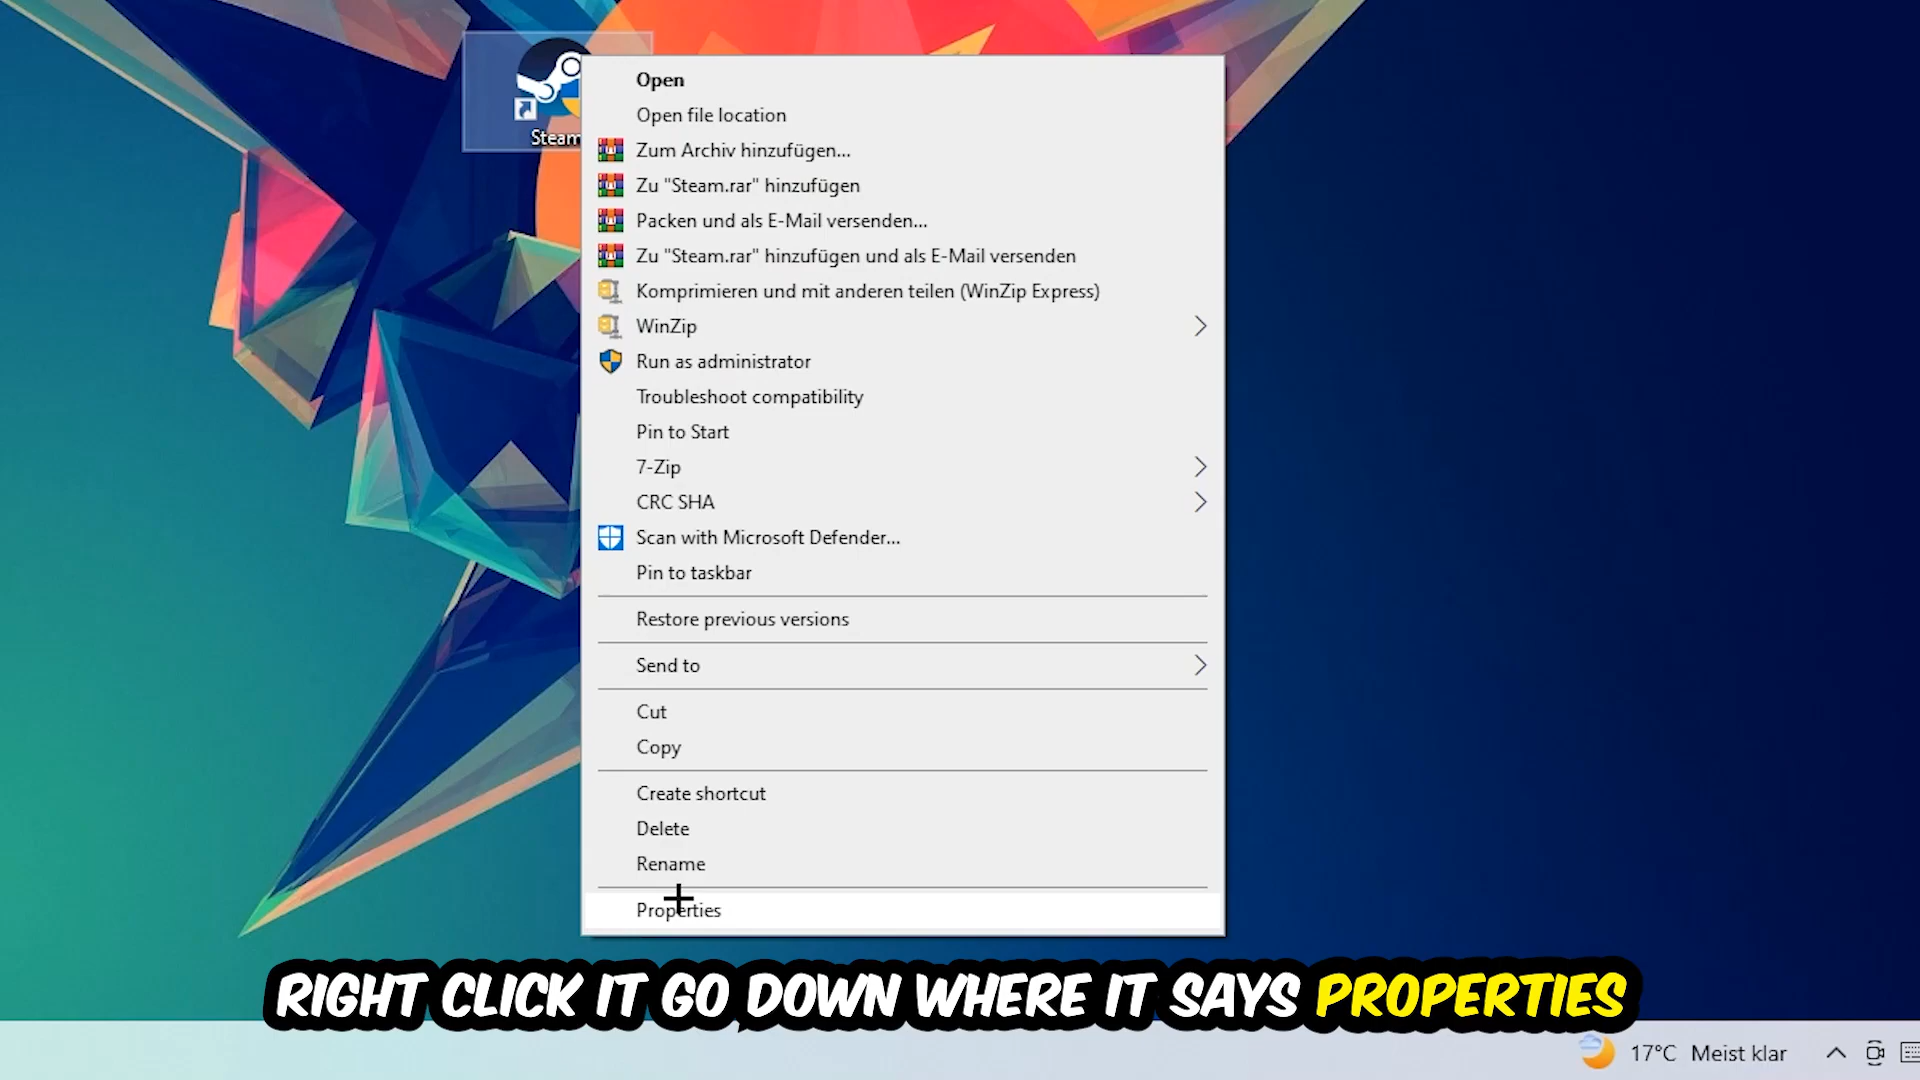 Steam
Open
Open file location
Zum Archiv hinzufügen...
Zu "Steam.rar" hinzufügen
Packen und als E-Mail versenden...
Zu "Steam.rar" hinzufügen und als E-Mail versenden
Komprimieren und mit anderen teilen (WinZip Express)
WinZip
Run as administrator
Troubleshoot compatibility
Pin to Start
7-Zip
CRC SHA
Scan with Microsoft Defender...
Pin to taskbar
Restore previous versions
Send to
Cut
Copy
Create shortcut
Delete
Rename
Properties
RIGHT CLICK IT GO DOWN WHERE IT SAYS PROPERTIES
17°C Meist klar